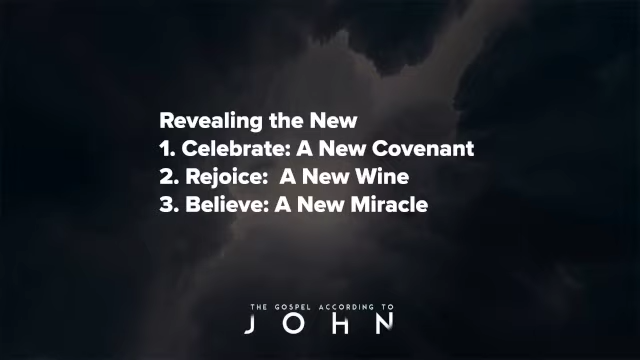 Revealing the New
1. Celebrate: A New Covenant
2. Rejoice:  A New Wine
3. Believe: A New Miracle
THE GOSPEL ACCORDING TO
JOHN